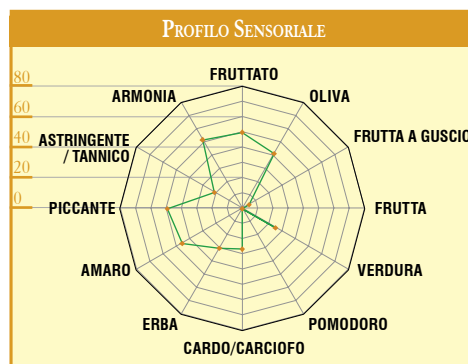 PROFILO SENSORIALE
80
60
40
20
0
FRUTTATO
OLIVA
FRUTTA A GUSCIO
FRUTTA
VERDURA
POMODORO
CARDO/CARCIOFO
ERBA
AMARO
PICCANTE
ASTRINGENTE
/ TANNICO
ARMONIA